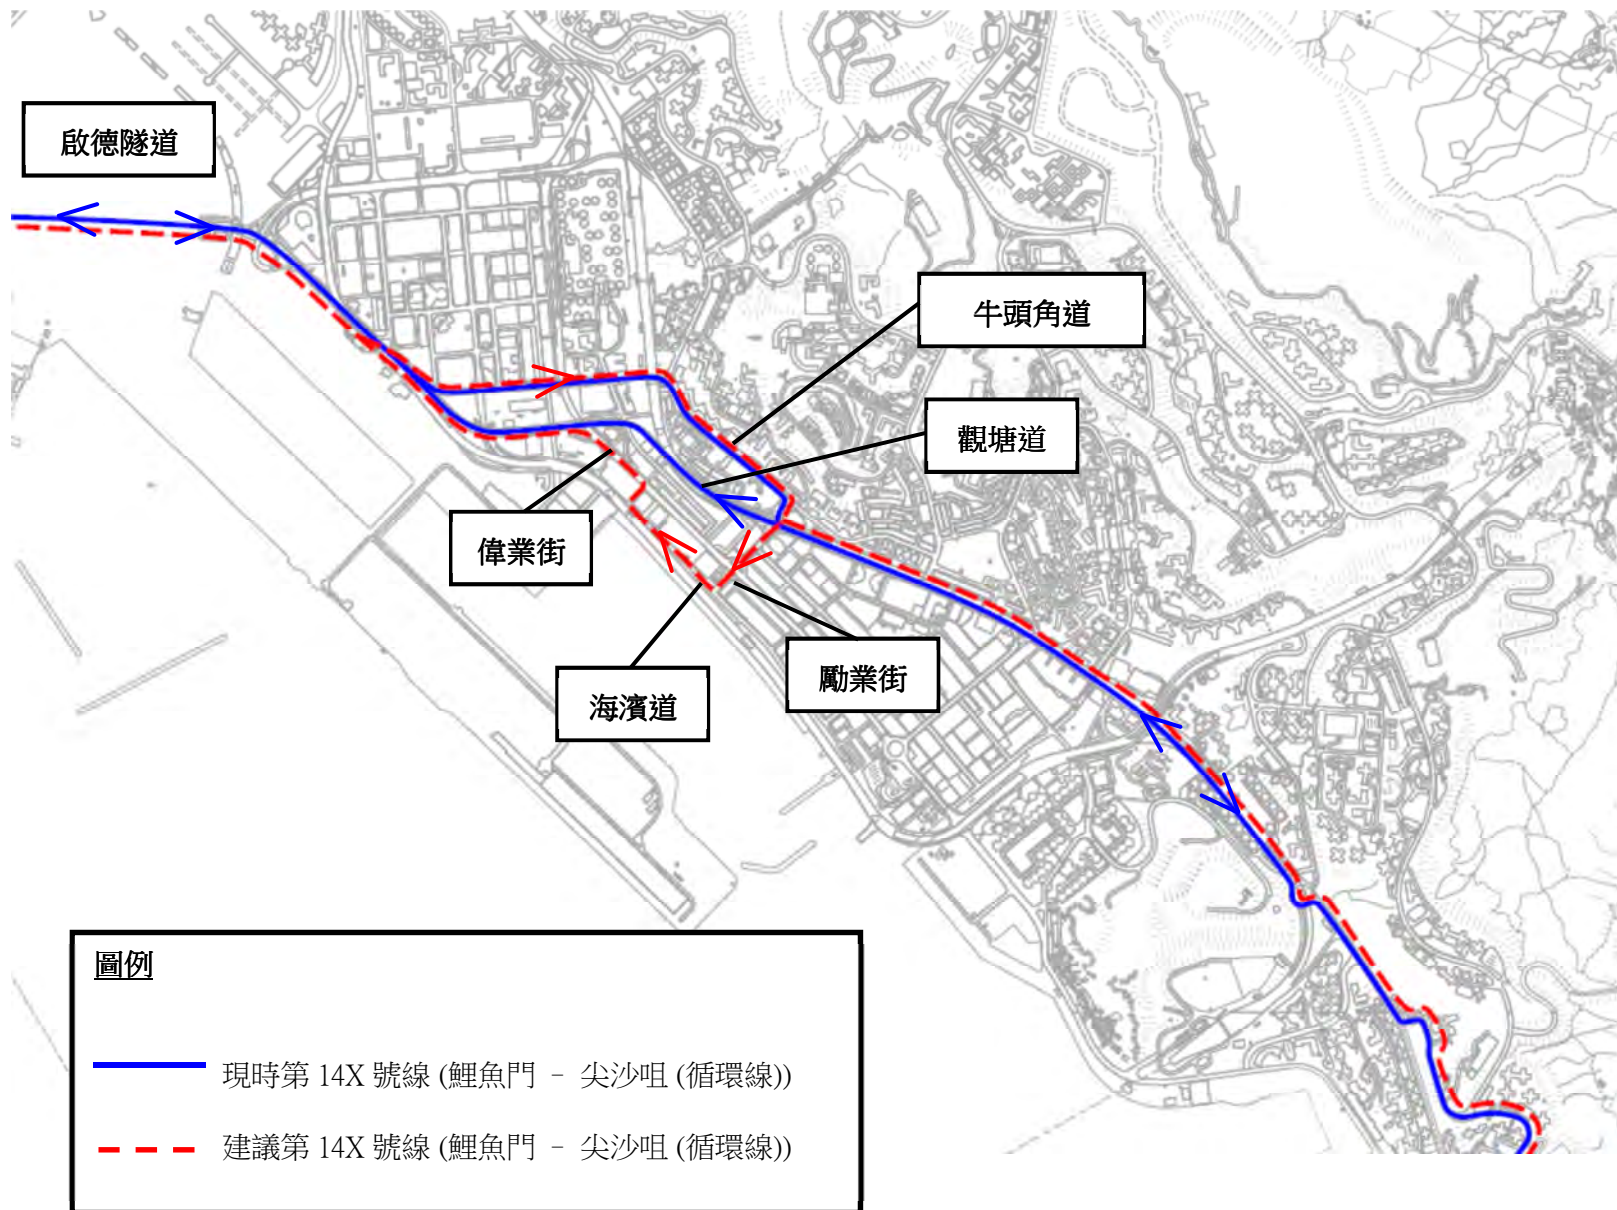 啟德隧道
牛頭角道
觀塘道
偉業街
勵業街
海濱道
圖例
現時第 14X 號線 (鯉魚門 - 尖沙咀 (循環線))
建議第 14X 號線 (鯉魚門 - 尖沙咀 (循環線))